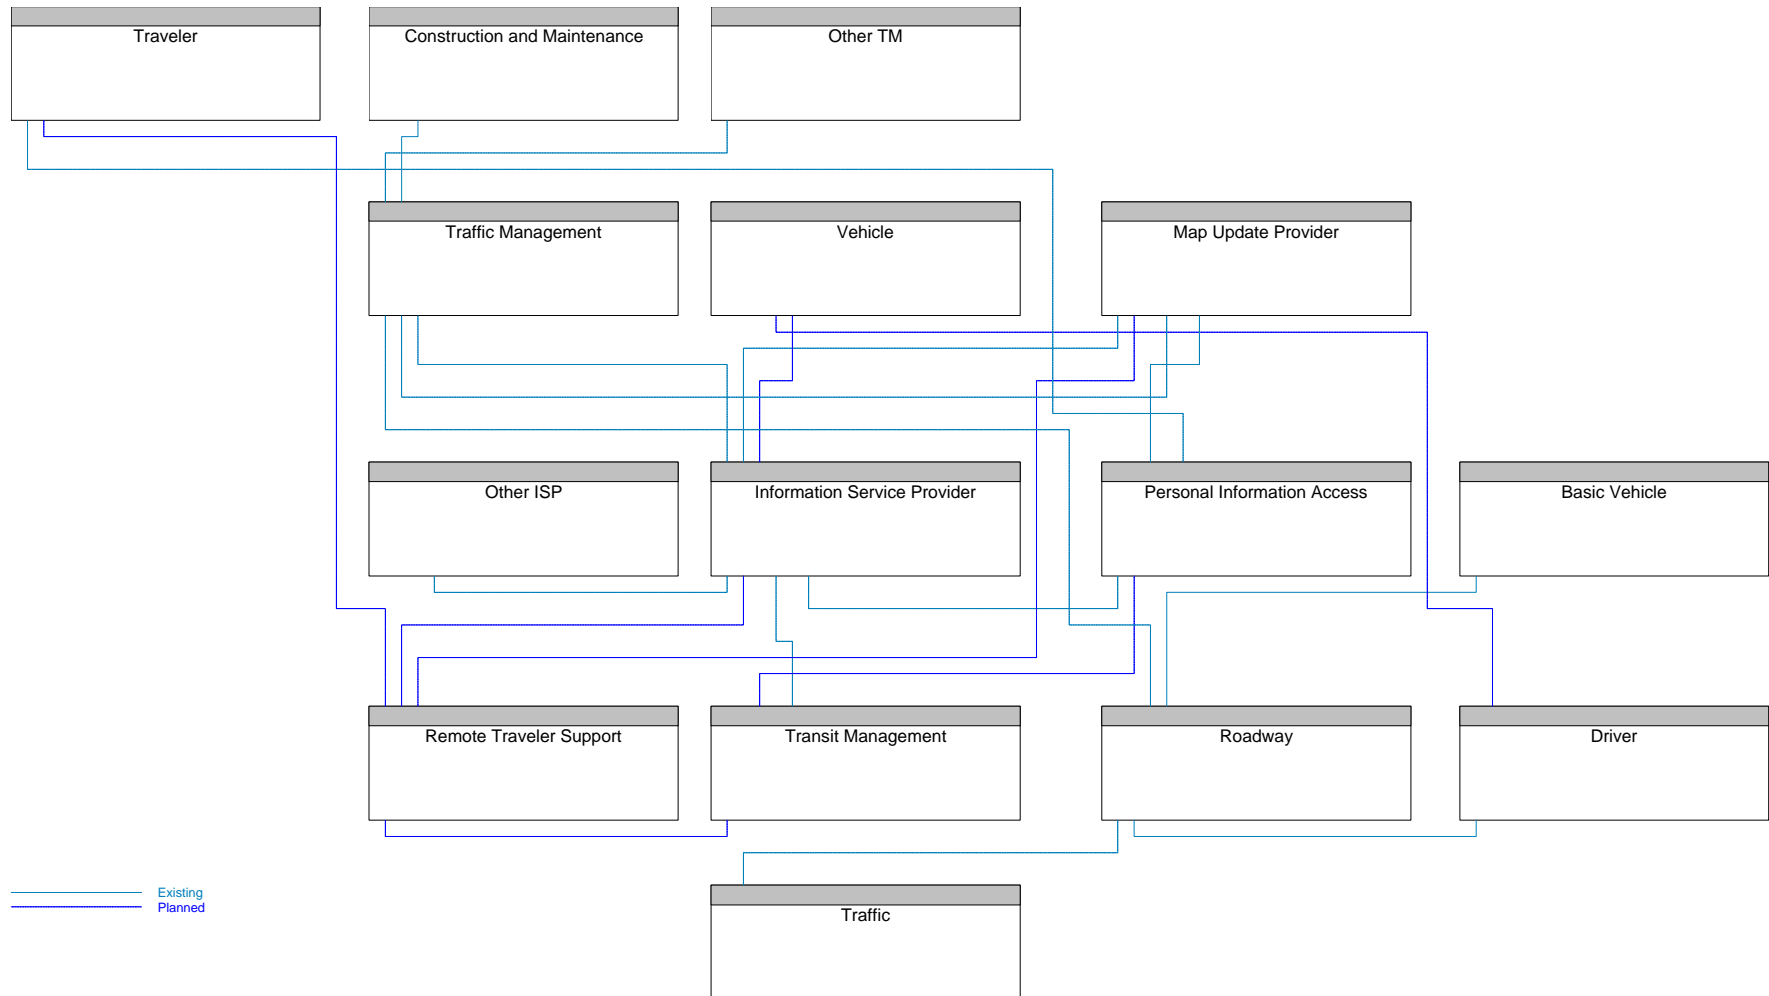 Traveler
Construction and Maintenance
Other TM
Traffic Management
Vehicle
Map Update Provider
Other ISP
Information Service Provider
Personal Information Access
Basic Vehicle
Remote Traveler Support
Transit Management
Roadway
Driver
Existing
Planned
Traffic